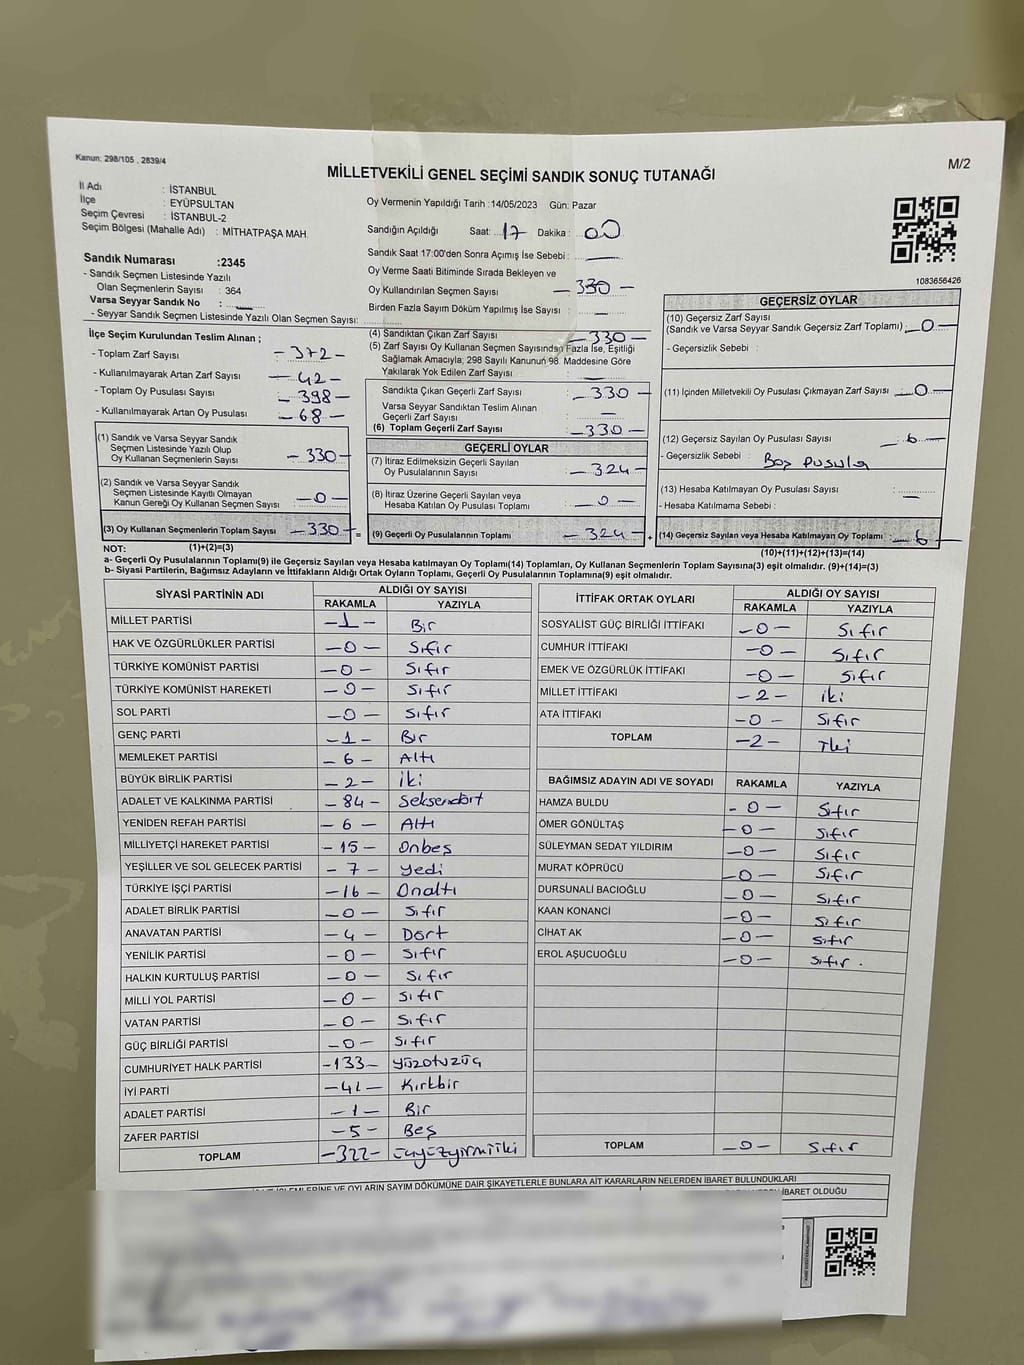 Kanun: 298/105 , 2839/4
M/2
MİLLETVEKİLİ GENEL SEÇİMİ SANDIK SONUÇ TUTANAĞI
İl Adı : İSTANBUL
İlçe : EYÜPSULTAN
Seçim Çevresi : İSTANBUL-2
Seçim Bölgesi (Mahalle Adı) : MİTHATPAŞA MAH.
Sandık Numarası :2345
- Sandık Seçmen Listesinde Yazılı
Olan Seçmenlerin Sayısı : 364
Varsa Seyyar Sandık No : —
- Seyyar Sandık Listesinde Yazılı Olan Seçmen Sayısı:
Oy Vermenin Yapıldığı Tarih :14/05/2023 Gün: Pazar
Sandığın Açıldığı Saat: 17 Dakika : 00
Sandık Saat 17:00'den Sonra Açımış İse Sebebi : —
Oy Verme Saati Bitiminde Sırada Bekleyen ve
Oy Kullandırılan Seçmen Sayısı — 330 —
Birden Fazla Sayım Döküm Yapılmış İse Sayısı : —
1083656426
İlçe Seçim Kurulundan Teslim Alınan ;
- Toplam Zarf Sayısı - 372 -
- Kullanılmayarak Artan Zarf Sayısı — 42 —
- Toplam Oy Pusulası Sayısı — 398 —
- Kullanılmayarak Artan Oy Pusulası — 68 —
(1) Sandık ve Varsa Seyyar Sandık
Seçmen Listesinde Yazılı Olup
Oy Kullanan Seçmenlerin Sayısı - 330 -
(2) Sandık ve Varsa Seyyar Sandık
Seçmen Listesinde Kayıtlı Olmayan
Kanun Gereği Oy Kullanan Seçmen Sayısı — 0 —
(3) Oy Kullanan Seçmenlerin Toplam Sayısı — 330 —
(1)+(2)=(3)
(4) Sandıktan Çıkan Zarf Sayısı — 330 —
(5) Zarf Sayısı Oy Kullanan Seçmen Sayısından Fazla İse, Eşitliği
Sağlamak Amacıyla; 298 Sayılı Kanunun 98. Maddesine Göre
Yakılarak Yok Edilen Zarf Sayısı : —
Sandıkta Çıkan Geçerli Zarf Sayısı — 330 —
Varsa Seyyar Sandıktan Teslim Alınan
Geçerli Zarf Sayısı —
(6) Toplam Geçerli Zarf Sayısı — 330 —
GEÇERLİ OYLAR
(7) İtiraz Edilmeksizin Geçerli Sayılan
Oy Pusulalarının Sayısı — 324 —
(8) İtiraz Üzerine Geçerli Sayılan veya
Hesaba Katılan Oy Pusulası Toplamı — 0 —
(9) Geçerli Oy Pusulalarının Toplamı — 324 —
GEÇERSİZ OYLAR
(10) Geçersiz Zarf Sayısı
(Sandık ve Varsa Seyyar Sandık Geçersiz Zarf Toplamı) : — 0 —
- Geçersizlik Sebebi :
(11) İçinden Milletvekili Oy Pusulası Çıkmayan Zarf Sayısı : — 0 —
(12) Geçersiz Sayılan Oy Pusulası Sayısı : — 6 —
- Geçersizlik Sebebi : Boş pusula
(13) Hesaba Katılmayan Oy Pusulası Sayısı : —
- Hesaba Katılmama Sebebi :
(14) Geçersiz Sayılan veya Hesaba Katılmayan Oy Toplamı : — 6 —
(10)+(11)+(12)+(13)=(14)
NOT:
a- Geçerli Oy Pusulalarının Toplamı(9) ile Geçersiz Sayılan veya Hesaba katılmayan Oy Toplamı(14) Toplamları, Oy Kullanan Seçmenlerin Toplam Sayısına(3) eşit olmalıdır. (9)+(14)=(3)
b- Siyasi Partilerin, Bağımsız Adayların ve İttifakların Aldığı Ortak Oyların Toplamı, Geçerli Oy Pusulalarının Toplamına(9) eşit olmalıdır.
SİYASİ PARTİNİN ADI ALDIĞI OY SAYISI
RAKAMLA YAZIYLA
MİLLET PARTİSİ —1— Bir
HAK VE ÖZGÜRLÜKLER PARTİSİ —0— Sıfır
TÜRKİYE KOMÜNİST PARTİSİ —0— Sıfır
TÜRKİYE KOMÜNİST HAREKETİ —0— Sıfır
SOL PARTİ —0— Sıfır
GENÇ PARTİ —1— Bir
MEMLEKET PARTİSİ —6— Altı
BÜYÜK BİRLİK PARTİSİ —2— iki
ADALET VE KALKINMA PARTİSİ —84— Seksendört
YENİDEN REFAH PARTİSİ —6— Altı
MİLLİYETÇİ HAREKET PARTİSİ —15— Onbeş
YEŞİLLER VE SOL GELECEK PARTİSİ —7— Yedi
TÜRKİYE İŞÇİ PARTİSİ —16— Onaltı
ADALET BİRLİK PARTİSİ —0— Sıfır
ANAVATAN PARTİSİ —4— Dört
YENİLİK PARTİSİ —0— Sıfır
HALKIN KURTULUŞ PARTİSİ —0— Sıfır
MİLLİ YOL PARTİSİ —0— Sıfır
VATAN PARTİSİ —0— Sıfır
GÜÇ BİRLİĞİ PARTİSİ —0— Sıfır
CUMHURİYET HALK PARTİSİ —133— Yüzotuzüç
İYİ PARTİ —41— Kırkbir
ADALET PARTİSİ —1— Bir
ZAFER PARTİSİ —5— Beş
TOPLAM —322— üçyüzyirmiiki
İTTİFAK ORTAK OYLARI ALDIĞI OY SAYISI
RAKAMLA YAZIYLA
SOSYALİST GÜÇ BİRLİĞİ İTTİFAKI —0— Sıfır
CUMHUR İTTİFAKI —0— Sıfır
EMEK VE ÖZGÜRLÜK İTTİFAKI —0— Sıfır
MİLLET İTTİFAKI —2— iki
ATA İTTİFAKI —0— Sıfır
TOPLAM —2— İki
BAĞIMSIZ ADAYIN ADI VE SOYADI RAKAMLA YAZIYLA
HAMZA BULDU —0— Sıfır
ÖMER GÖNÜLTAŞ —0— Sıfır
SÜLEYMAN SEDAT YILDIRIM —0— Sıfır
MURAT KÖPRÜCÜ —0— Sıfır
DURSUNALİ BACIOĞLU —0— Sıfır
KAAN KONANCİ —0— Sıfır
CİHAT AK —0— Sıfır
EROL AŞUCUOĞLU —0— Sıfır .
TOPLAM —0— Sıfır
İŞLEMLERİNE VE OYLARIN SAYIM DÖKÜMÜNE DAİR ŞİKAYETLERLE BUNLARA AİT KARARLARIN NELERDEN İBARET BULUNDUKLARI
İBARET OLDUĞU